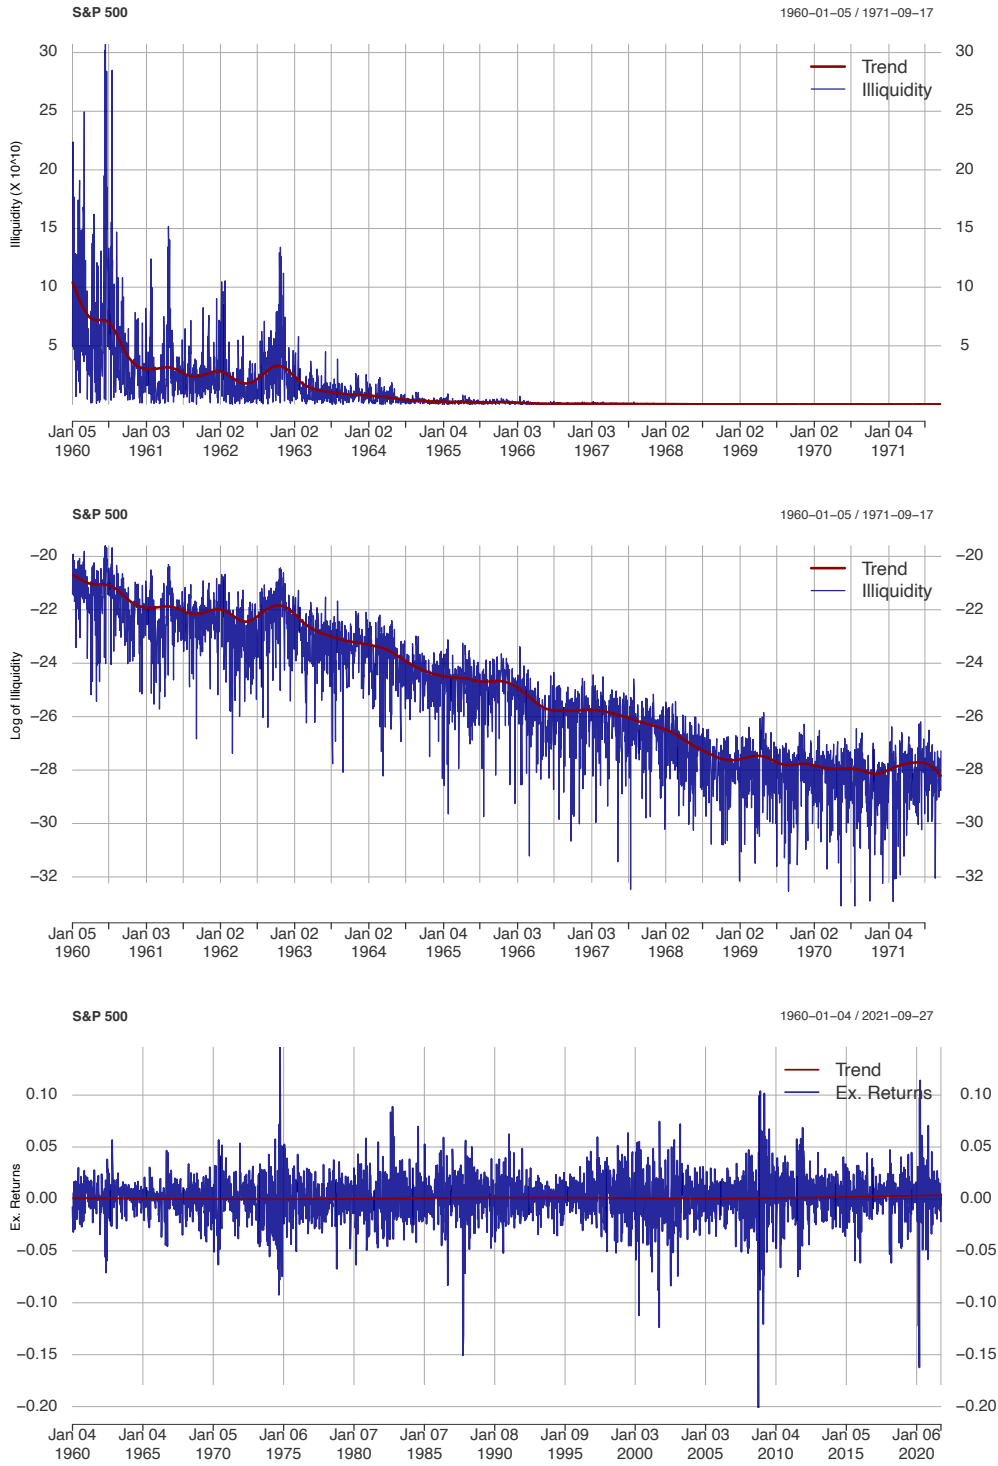 S&P 500 1960−01−05 / 1971−09−17
30 30
Trend
Illiquidity
25 25
20 20
15 15
10 10
5 5
Illiquidity (X 10^10)
Jan 05 Jan 03 Jan 02 Jan 02 Jan 02 Jan 04 Jan 03 Jan 03 Jan 02 Jan 02 Jan 02 Jan 04
1960 1961 1962 1963 1964 1965 1966 1967 1968 1969 1970 1971
S&P 500 1960−01−05 / 1971−09−17
−20 −20
Trend
Illiquidity
−22 −22
−24 −24
−26 −26
−28 −28
−30 −30
−32 −32
Log of Illiquidity
Jan 05 Jan 03 Jan 02 Jan 02 Jan 02 Jan 04 Jan 03 Jan 03 Jan 02 Jan 02 Jan 02 Jan 04
1960 1961 1962 1963 1964 1965 1966 1967 1968 1969 1970 1971
S&P 500 1960−01−04 / 2021−09−27
Trend
Ex. Returns
0.10 0.10
0.05 0.05
0.00 0.00
−0.05 −0.05
−0.10 −0.10
−0.15 −0.15
−0.20 −0.20
Ex. Returns
Jan 04 Jan 04 Jan 02 Jan 06 Jan 07 Jan 07 Jan 08 Jan 09 Jan 03 Jan 03 Jan 04 Jan 05 Jan 06
1960 1965 1970 1975 1980 1985 1990 1995 2000 2005 2010 2015 2020